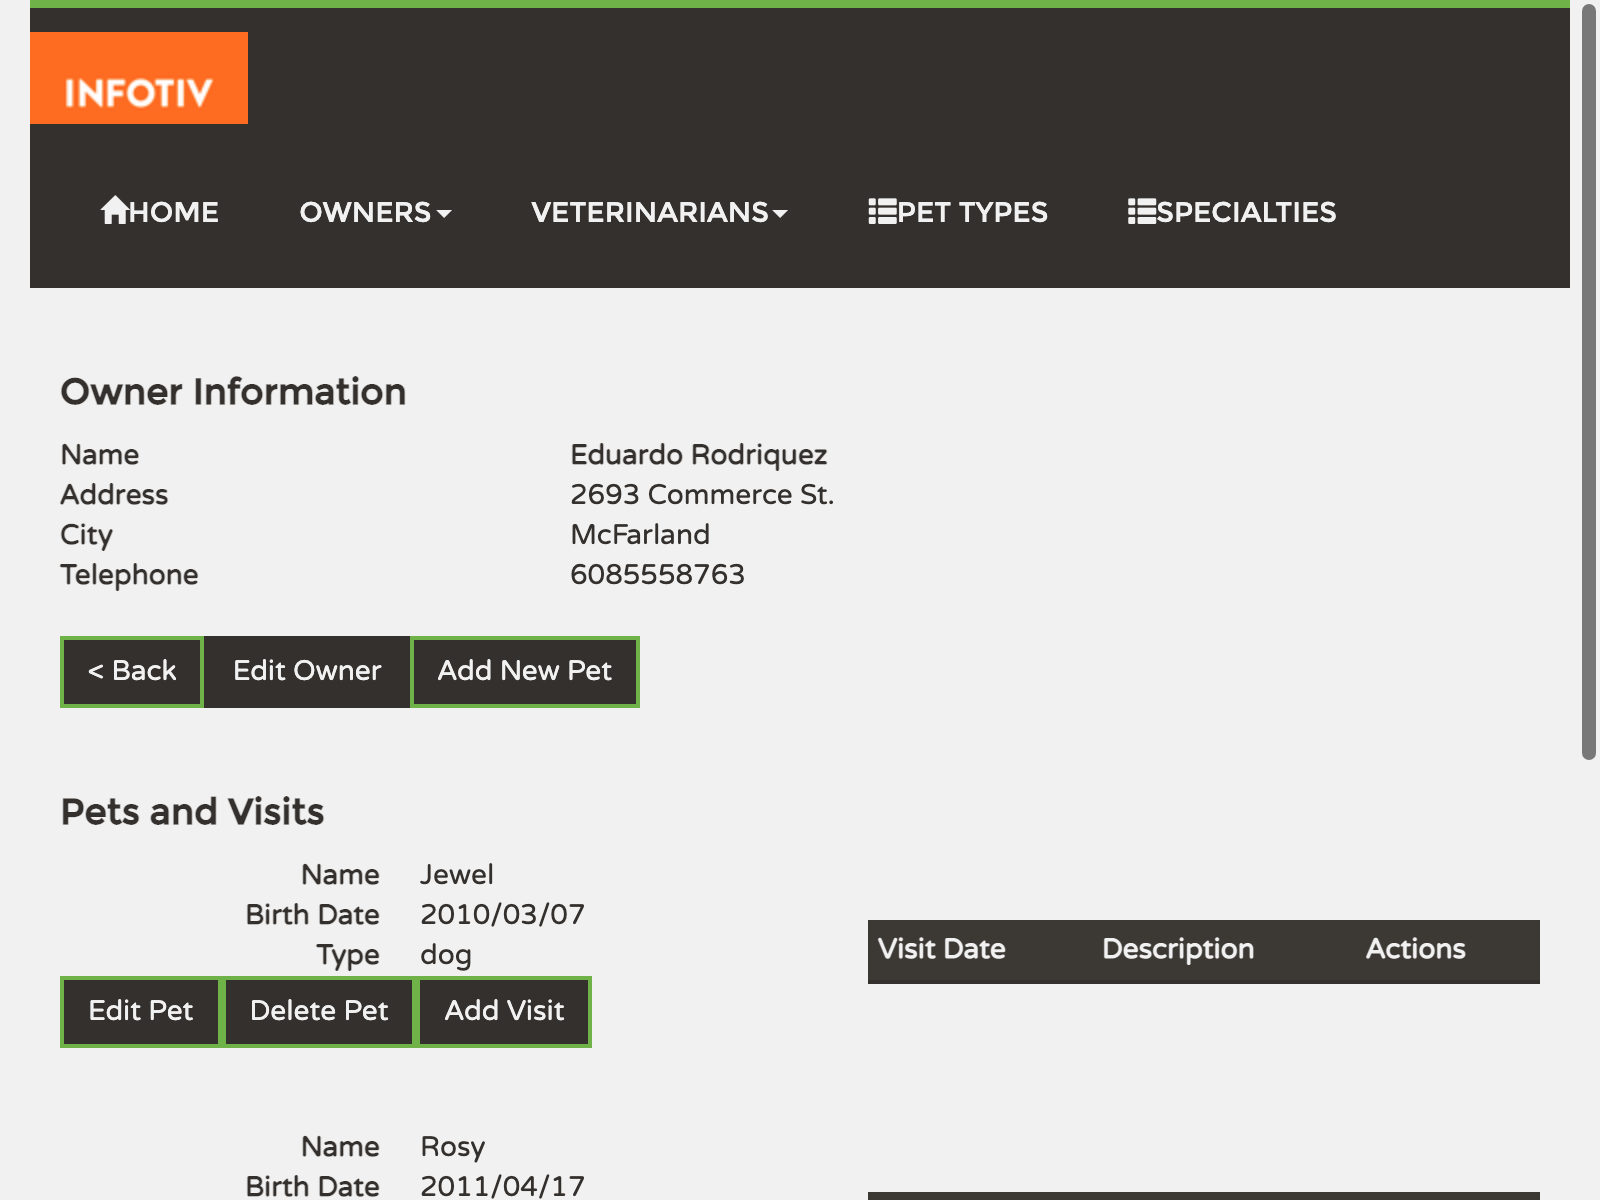 INFOTIV
HOME OWNERS VETERINARIANS PET TYPES SPECIALTIES
Owner Information
Name Eduardo Rodriquez
Address 2693 Commerce St.
City McFarland
Telephone 6085558763
< Back Edit Owner Add New Pet
Pets and Visits
Name Jewel
Birth Date 2010/03/07
Type dog
Visit Date Description Actions
Edit Pet Delete Pet Add Visit
Name Rosy
Birth Date 2011/04/17